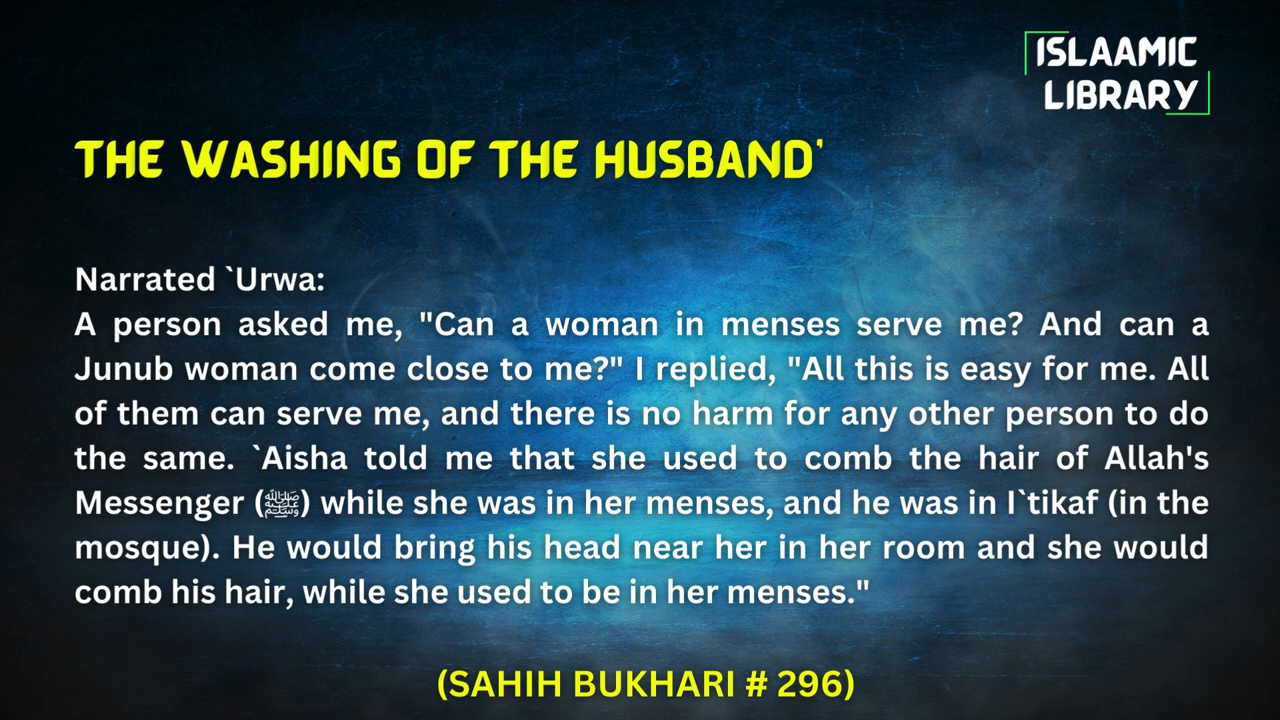 ISLAAMIC
LIBRARY
THE WASHING OF THE HUSBAND'
Narrated `Urwa:
A person asked me, "Can a woman in menses serve me? And can a
Junub woman come close to me?" I replied, "All this is easy for me. All
of them can serve me, and there is no harm for any other person to do
the same. `Aisha told me that she used to comb the hair of Allah's
Messenger (ﷺ) while she was in her menses, and he was in I`tikaf (in the
mosque). He would bring his head near her in her room and she would
comb his hair, while she used to be in her menses."
(SAHIH BUKHARI # 296)